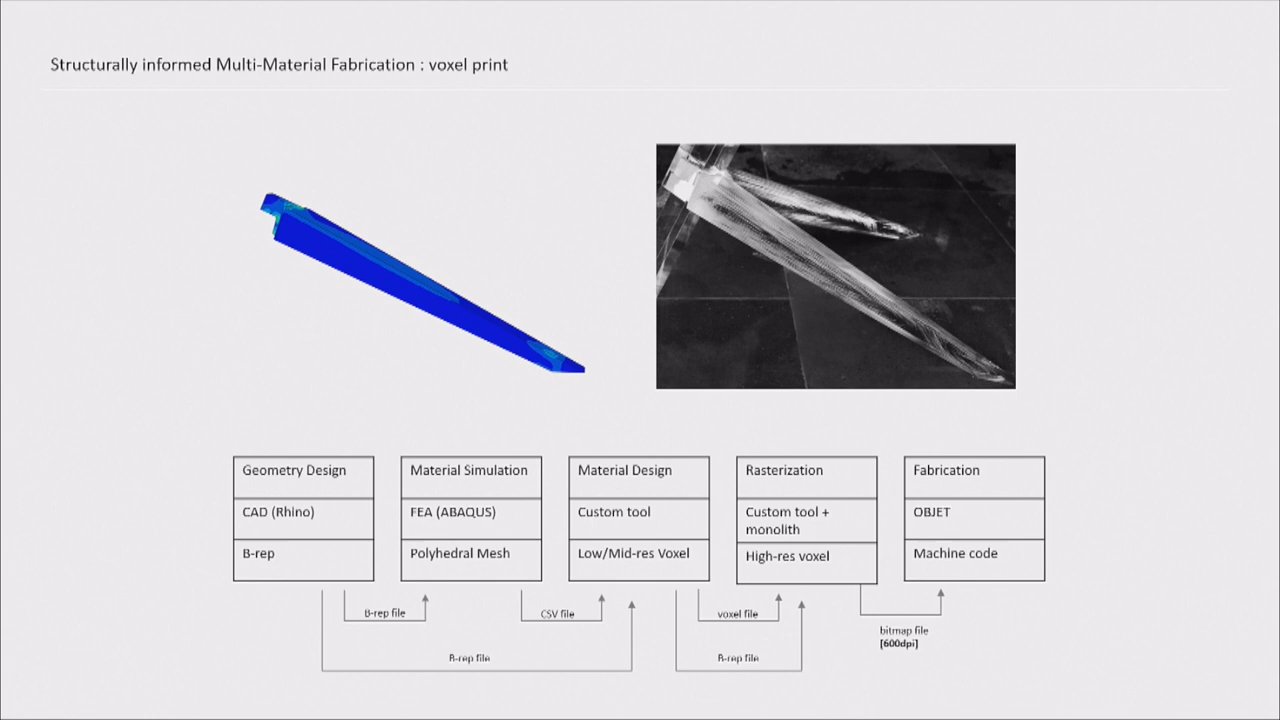 Structurally informed Multi-Material Fabrication : voxel print
Geometry Design
CAD (Rhino)
B-rep
Material Simulation
FEA (ABAQUS)
Polyhedral Mesh
Material Design
Custom tool
Low/Mid-res Voxel
Rasterization
Custom tool +
monolith
High-res voxel
Fabrication
OBJET
Machine code
B-rep file
CSV file
voxel file
bitmap file
[600dpi]
B-rep file
B-rep file